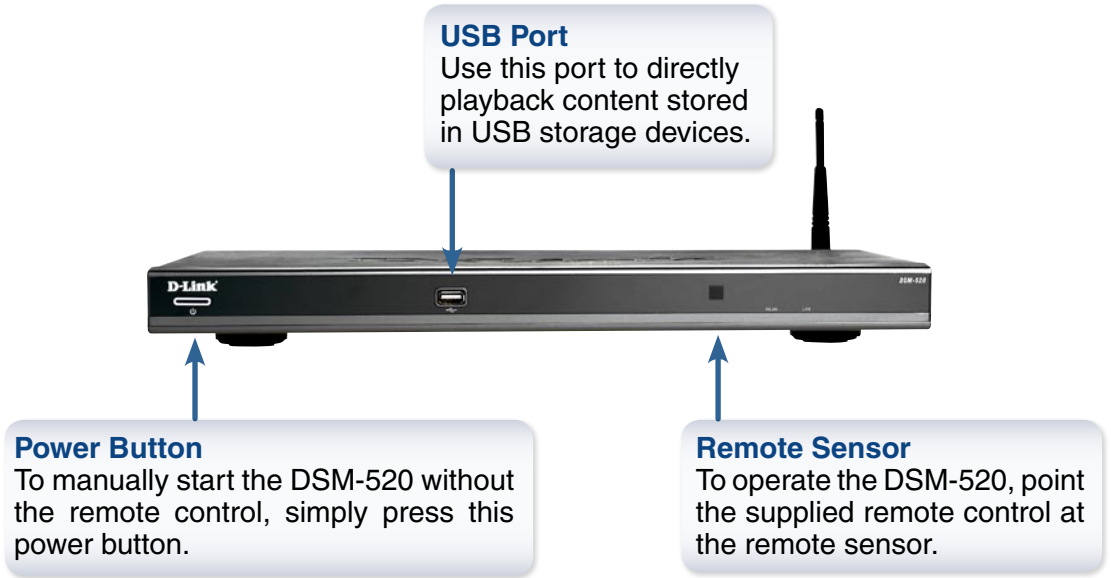 USB Port
Use this port to directly
playback content stored
in USB storage devices.
D-Link
DSM-520
WLAN LAN
Power Button
To manually start the DSM-520 without
the remote control, simply press this
power button.
Remote Sensor
To operate the DSM-520, point
the supplied remote control at
the remote sensor.